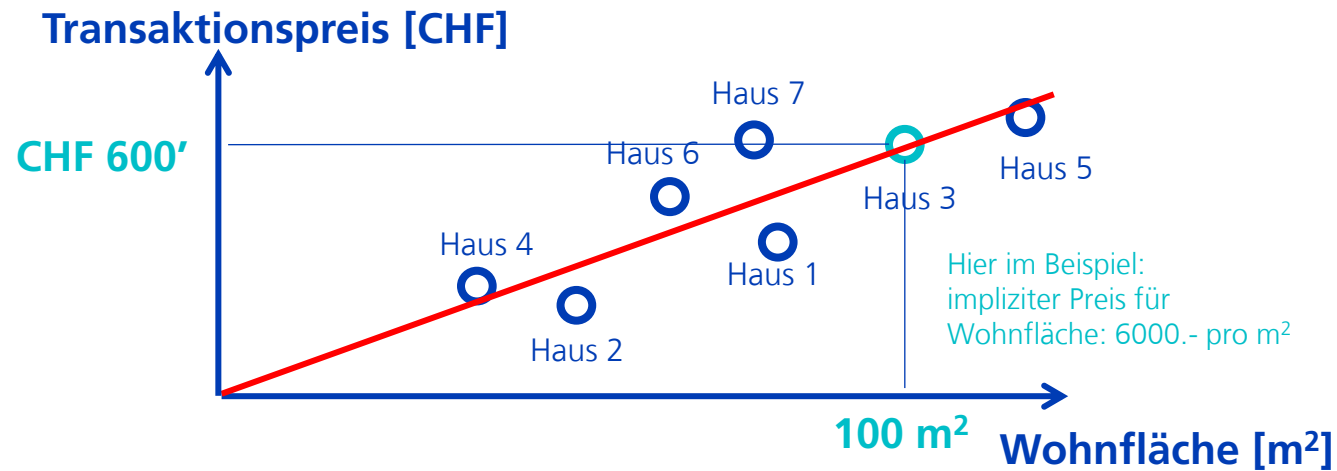 Transaktionspreis [CHF]
Haus 7
CHF 600’
Haus 6
Haus 5
Haus 3
Haus 4
Haus 1
Hier im Beispiel:
impliziter Preis für
Wohnfläche: 6000.- pro m²
Haus 2
100 m²
Wohnfläche [m²]